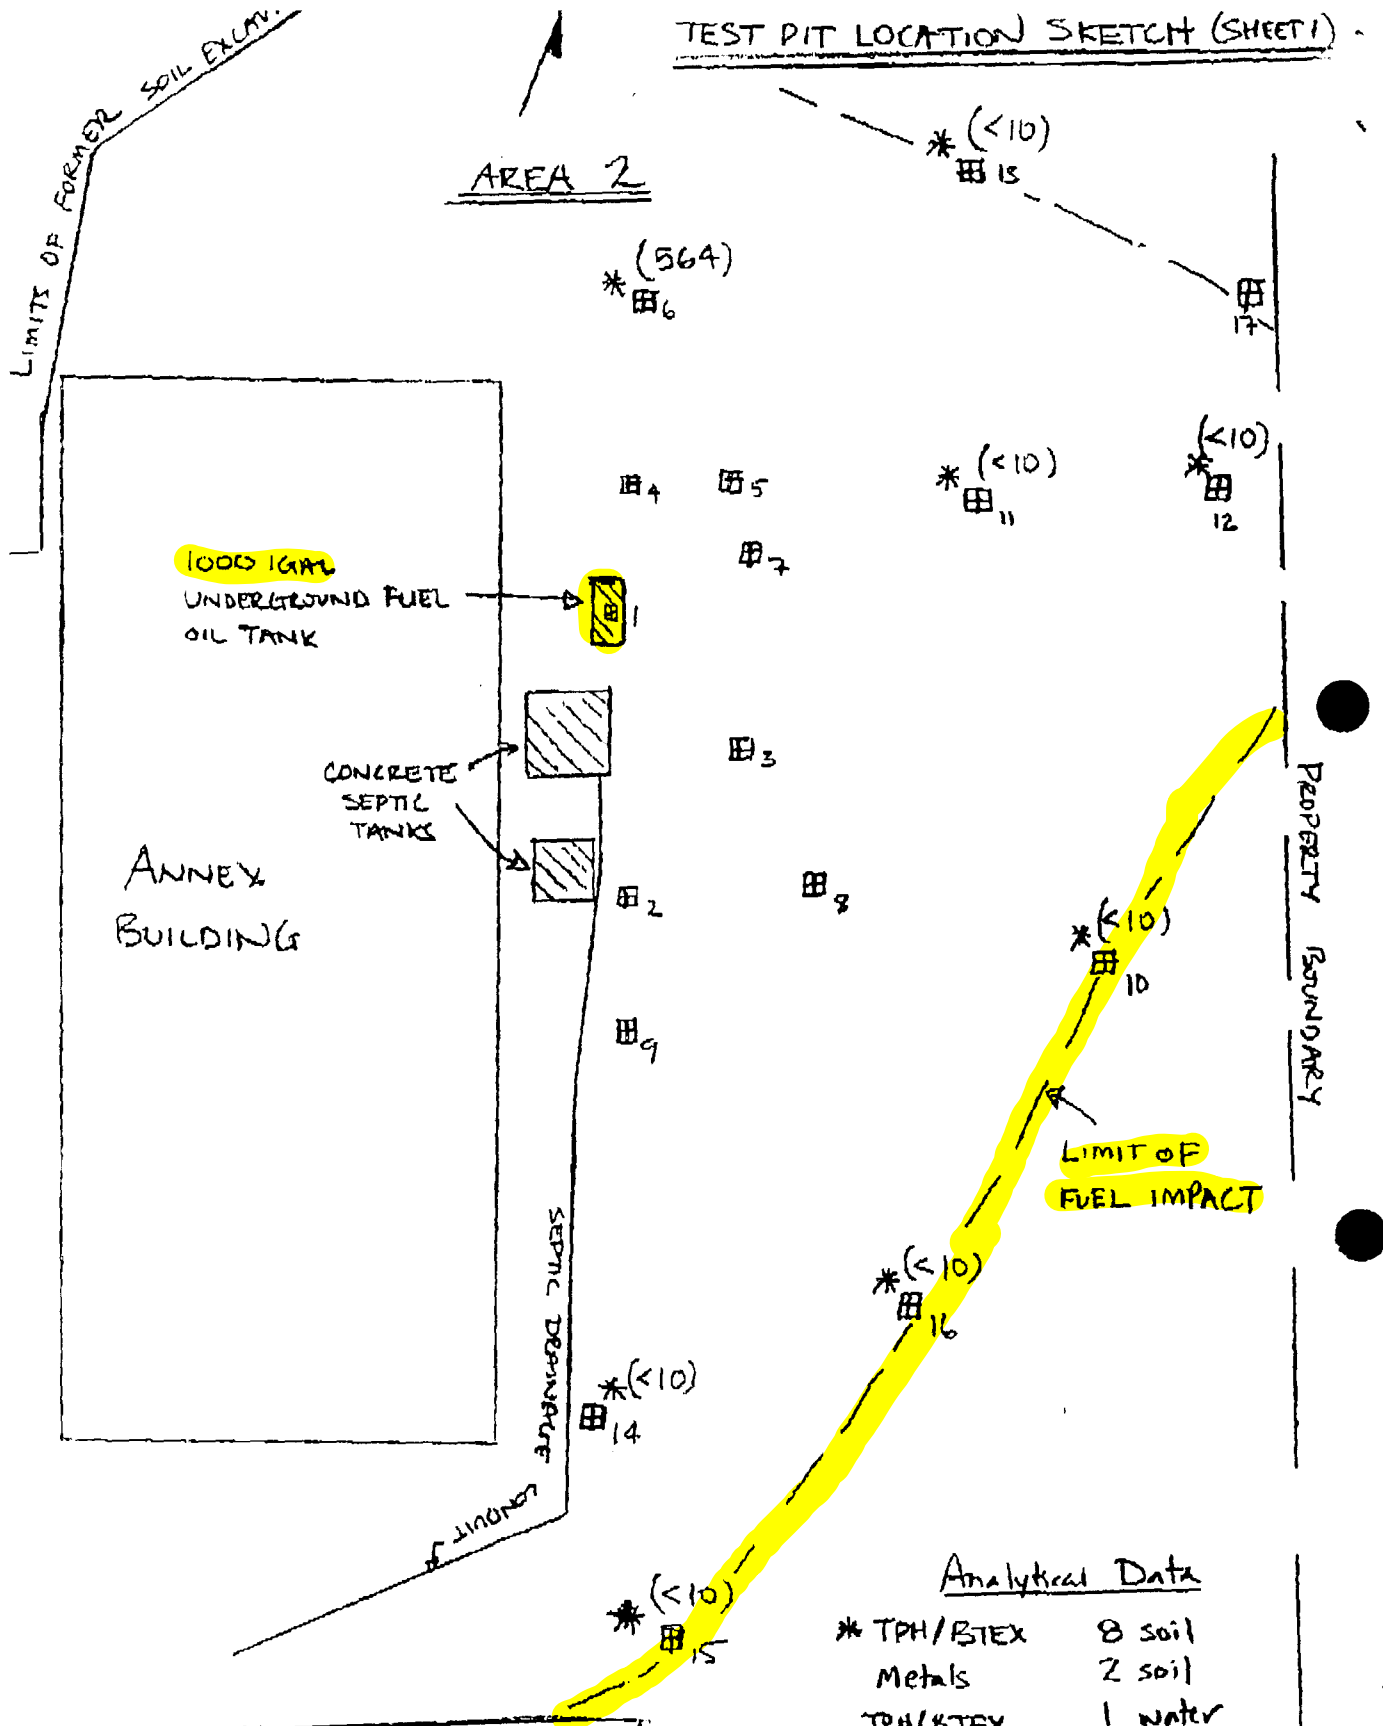 TEST PIT LOCATION SKETCH (SHEET 1)
LIMITS OF FORMER SOIL EXCAV.
AREA 2
* (<10)
13
* (564)
6
17
* (<10)
11
* (<10)
12
4
5
7
1000 IGAL
UNDERGROUND FUEL
OIL TANK
1
3
CONCRETE
SEPTIC
TANKS
ANNEX
BUILDING
2
8
* (<10)
10
PROPERTY BOUNDARY
9
LIMIT OF
FUEL IMPACT
* (<10)
16
SEPTIC DRAINAGE
CONDUIT
* (<10)
14
* (<10)
15
Analytical Data
* TPH/BTEX 8 soil
Metals 2 soil
TPH/BTEX 1 water